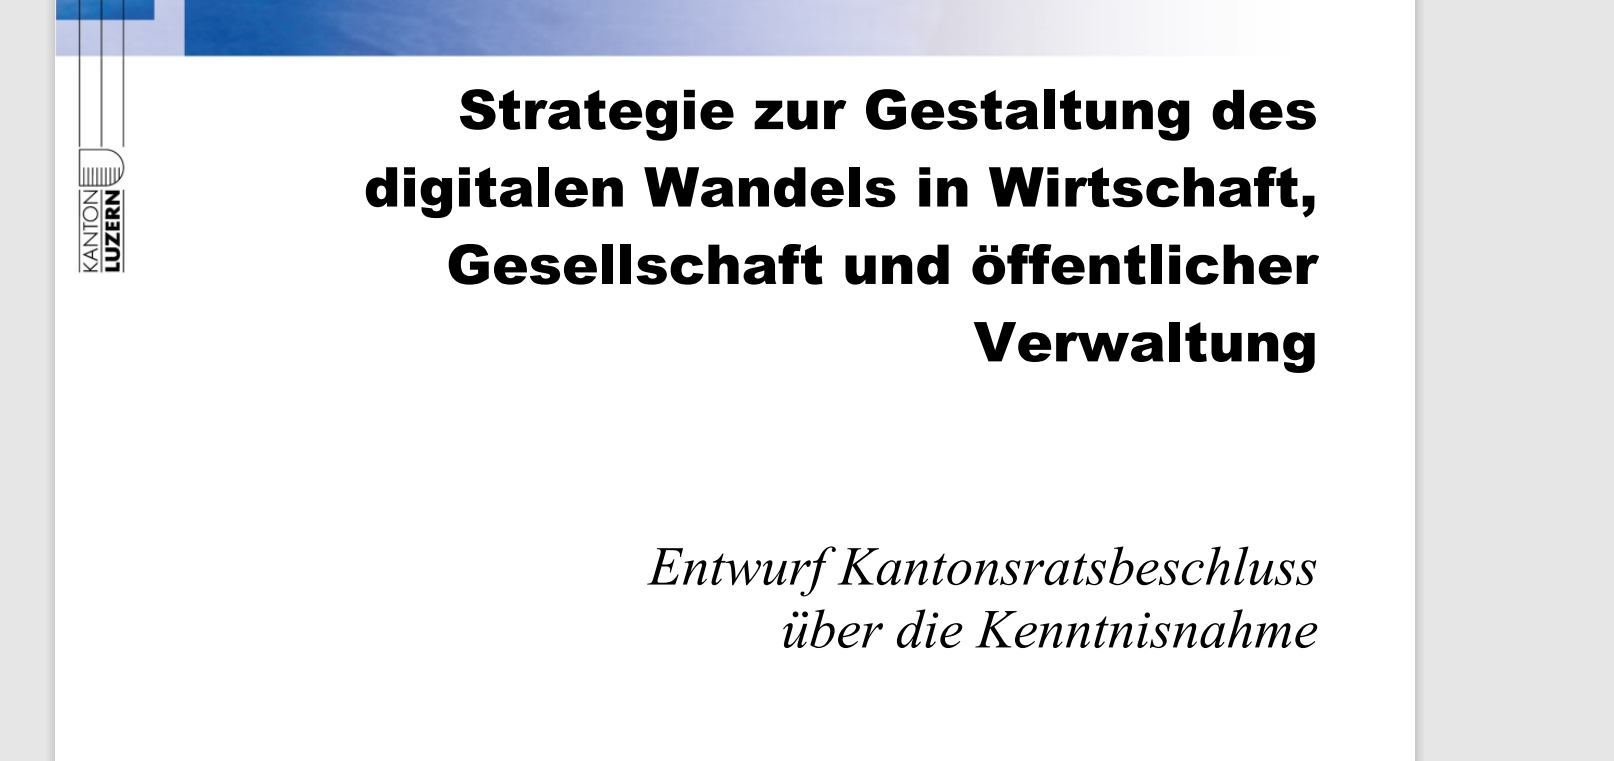 Strategie zur Gestaltung des
digitalen Wandels in Wirtschaft,
Gesellschaft und öffentlicher
Verwaltung
KANTON
LUZERN
Entwurf Kantonsratsbeschluss
über die Kenntnisnahme